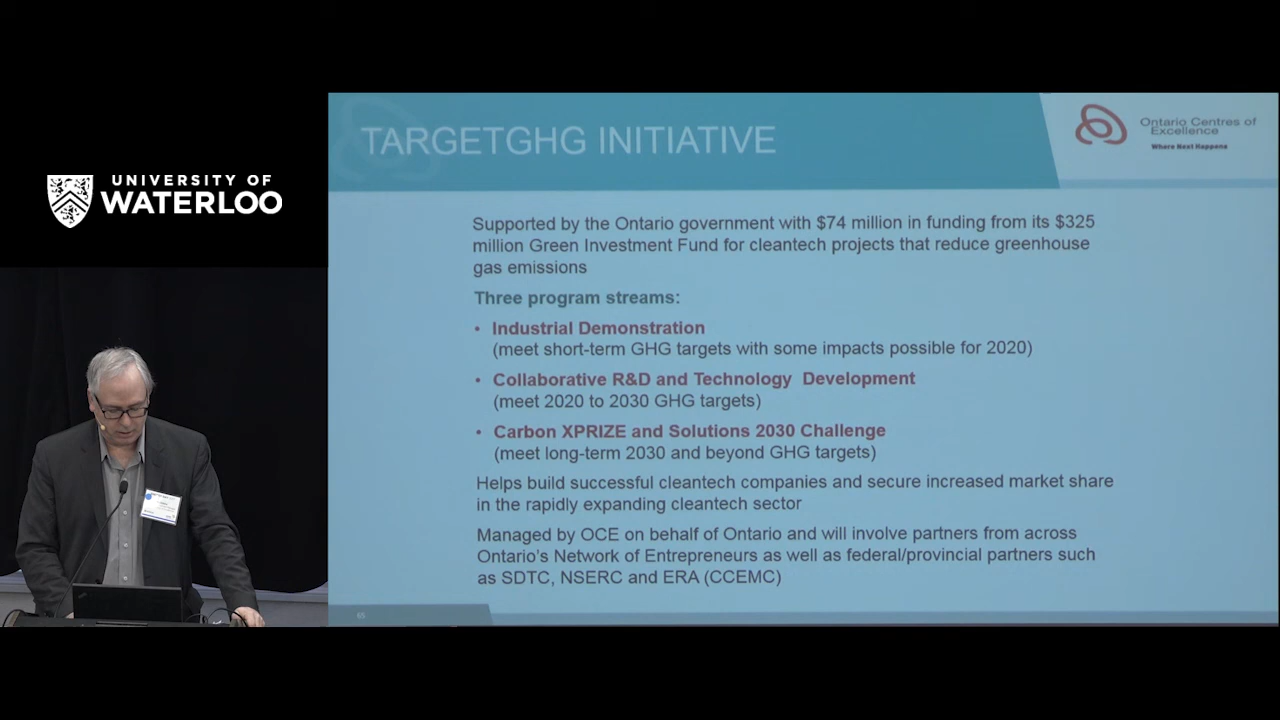 UNIVERSITY OF
WATERLOO
TARGETGHG INITIATIVE
Ontario Centres of
Excellence
Where Next Happens
Supported by the Ontario government with $74 million in funding from its $325
million Green Investment Fund for cleantech projects that reduce greenhouse
gas emissions
Three program streams:
• Industrial Demonstration
(meet short-term GHG targets with some impacts possible for 2020)
• Collaborative R&D and Technology Development
(meet 2020 to 2030 GHG targets)
• Carbon XPRIZE and Solutions 2030 Challenge
(meet long-term 2030 and beyond GHG targets)
Helps build successful cleantech companies and secure increased market share
in the rapidly expanding cleantech sector
Managed by OCE on behalf of Ontario and will involve partners from across
Ontario's Network of Entrepreneurs as well as federal/provincial partners such
as SDTC, NSERC and ERA (CCEMC)
65